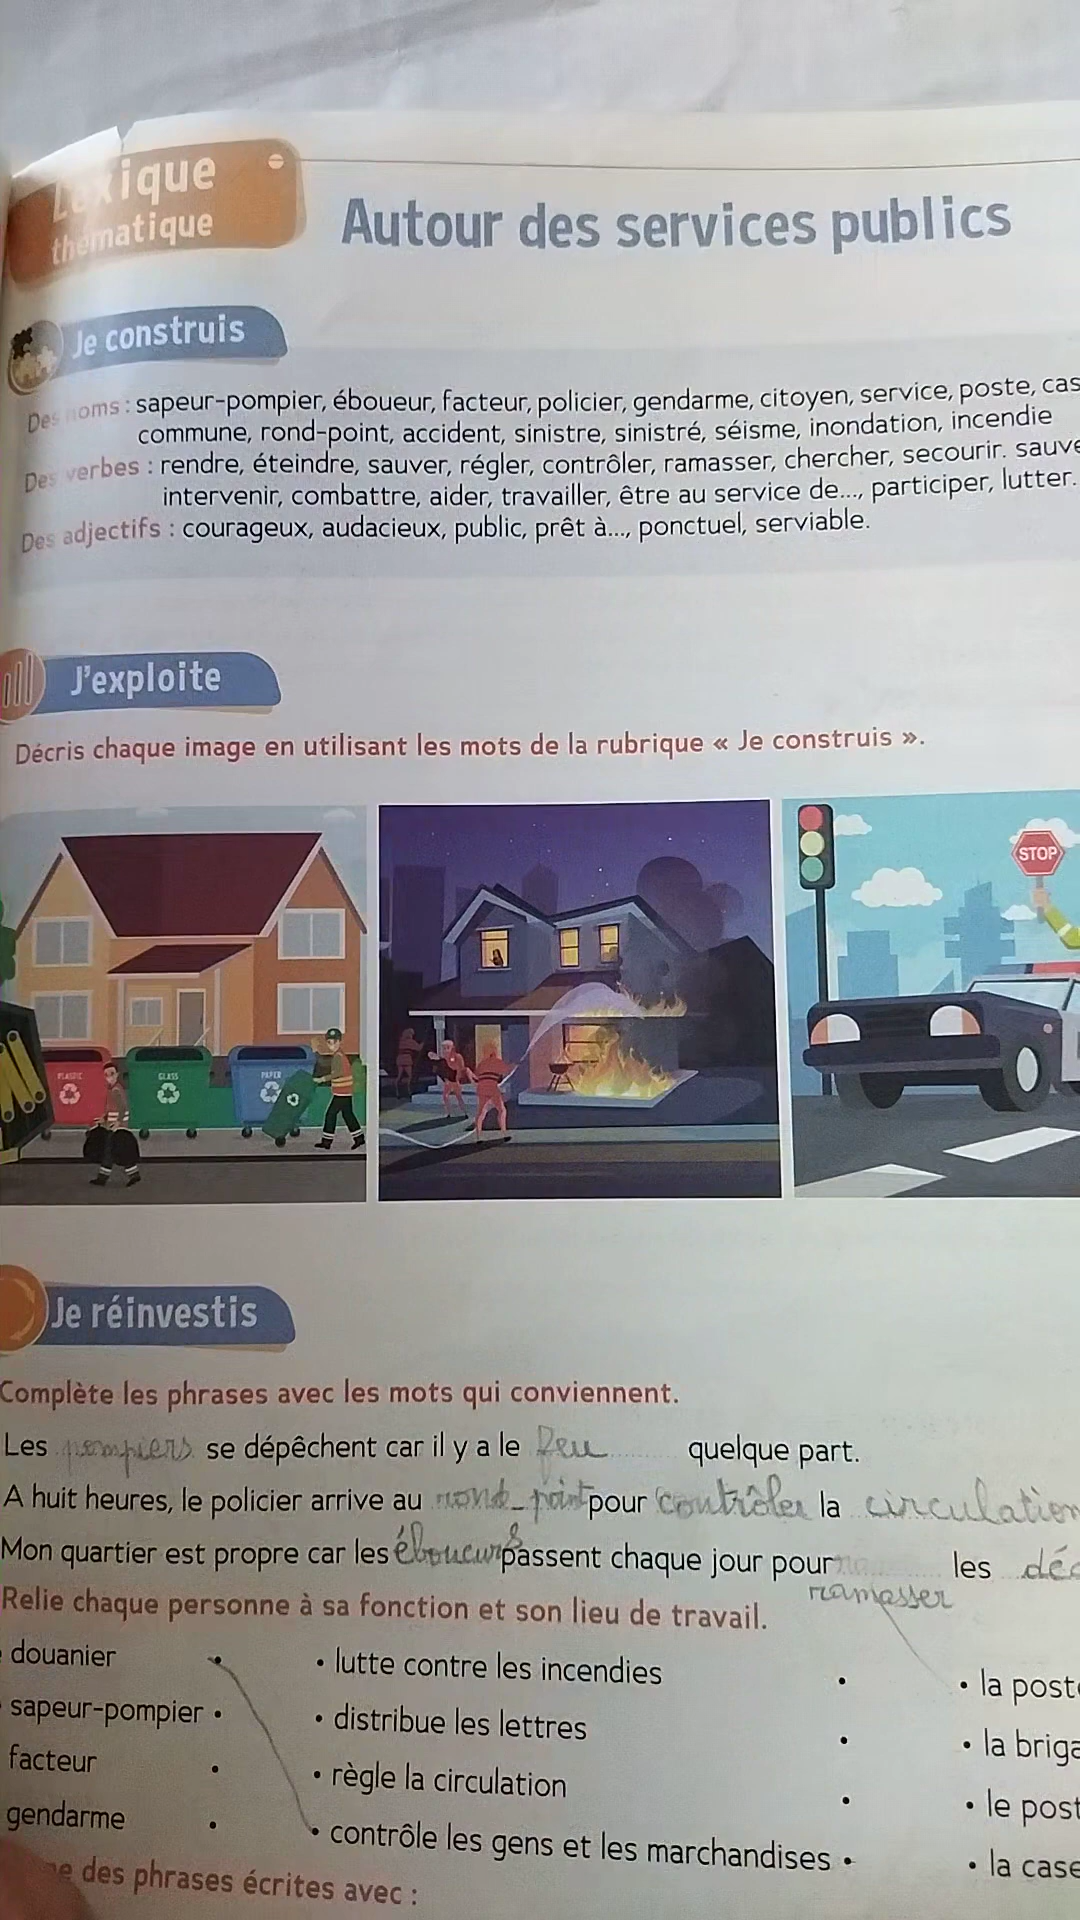 Lexique
thématique
Autour des services publics
Je construis
Des noms : sapeur-pompier, éboueur, facteur, policier, gendarme, citoyen, service, poste, cas
commune, rond-point, accident, sinistre, sinistré, séisme, inondation, incendie
Des verbes : rendre, éteindre, sauver, régler, contrôler, ramasser, chercher, secourir. sauve
intervenir, combattre, aider, travailler, être au service de..., participer, lutter.
Des adjectifs : courageux, audacieux, public, prêt à..., ponctuel, serviable.
J'exploite
Décris chaque image en utilisant les mots de la rubrique « Je construis ».
STOP
PLASTIC
GLASS
PAPER
Je réinvestis
Complète les phrases avec les mots qui conviennent.
Les pompiers se dépêchent car il y a le feu quelque part.
A huit heures, le policier arrive au rond-point pour contrôler la circulation
Mon quartier est propre car les éboueurs passent chaque jour pour ramasser les déc
Relie chaque personne à sa fonction et son lieu de travail.
douanier • • lutte contre les incendies • • la poste
sapeur-pompier • • distribue les lettres • • la briga
facteur • • règle la circulation • • le post
gendarme • • contrôle les gens et les marchandises • • la case
des phrases écrites avec :